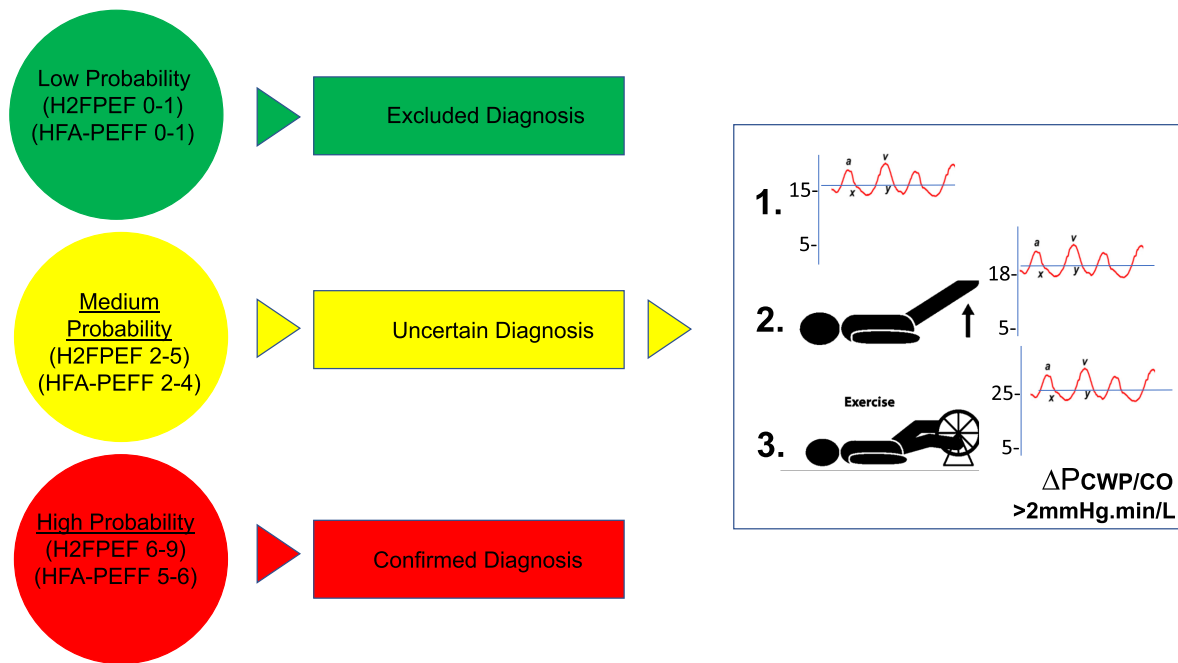 Low Probability
(H2FPEF 0-1)
(HFA-PEFF 0-1)
Excluded Diagnosis
Medium
Probability
(H2FPEF 2-5)
(HFA-PEFF 2-4)
Uncertain Diagnosis
High Probability
(H2FPEF 6-9)
(HFA-PEFF 5-6)
Confirmed Diagnosis
1.
15-
5-
a
v
x
y
2.
18-
5-
a
v
x
y
Exercise
3.
25-
5-
a
v
x
y
ΔPCWP/CO
>2mmHg.min/L